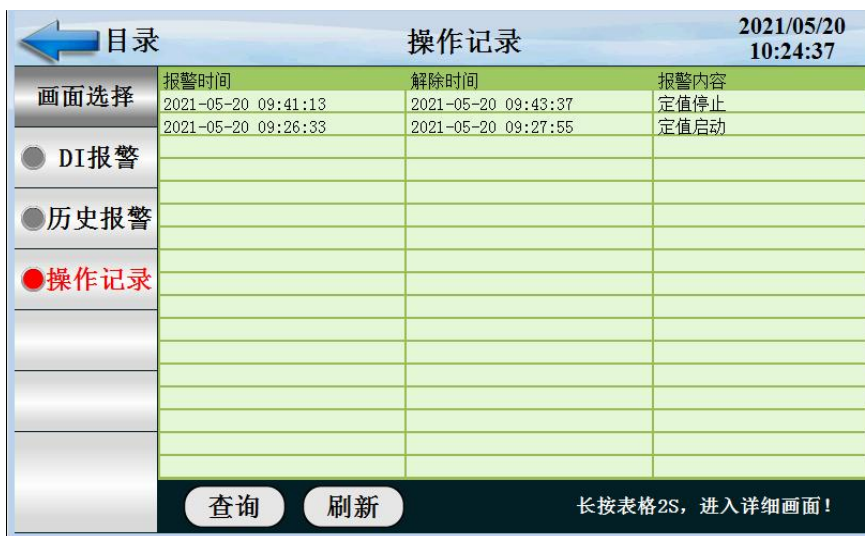 目录
操作记录
2021/05/20
10:24:37
画面选择
DI报警
历史报警
操作记录
报警时间 解除时间 报警内容
2021-05-20 09:41:13 2021-05-20 09:43:37 定值停止
2021-05-20 09:26:33 2021-05-20 09:27:55 定值启动
查询 刷新 长按表格2S,进入详细画面!